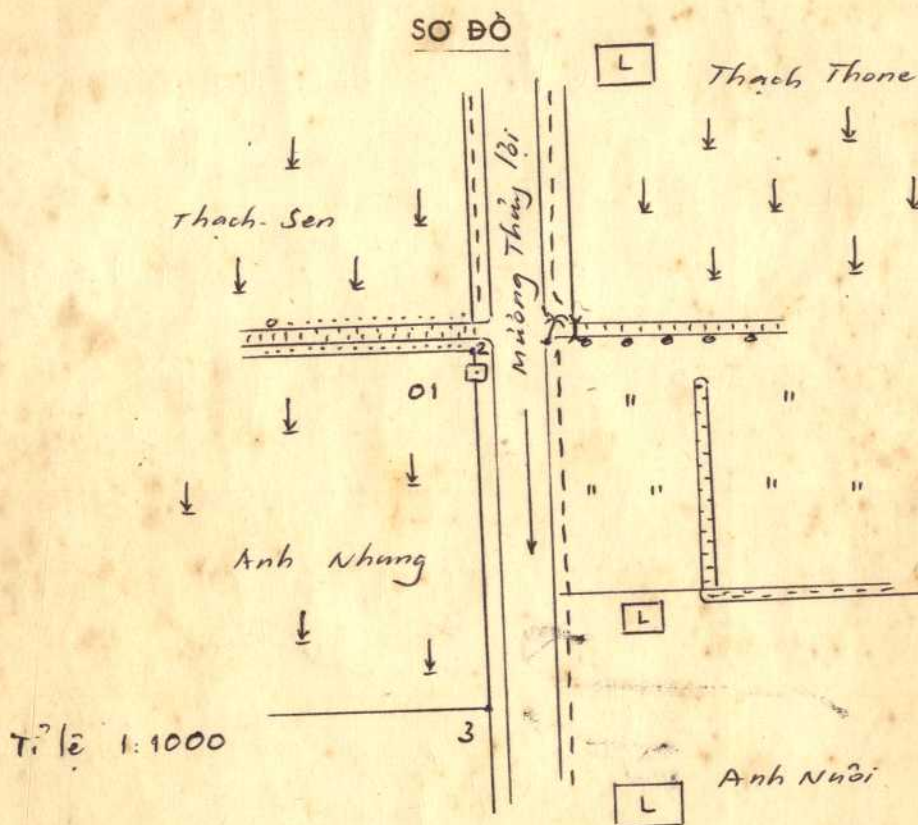 SƠ ĐỒ
L
Thạch Thone
Thạch-Sen
Mương Thủy lợi
2
01
Anh Nhung
L
3
Tỉ lệ 1:1000
Anh Nuôi
L